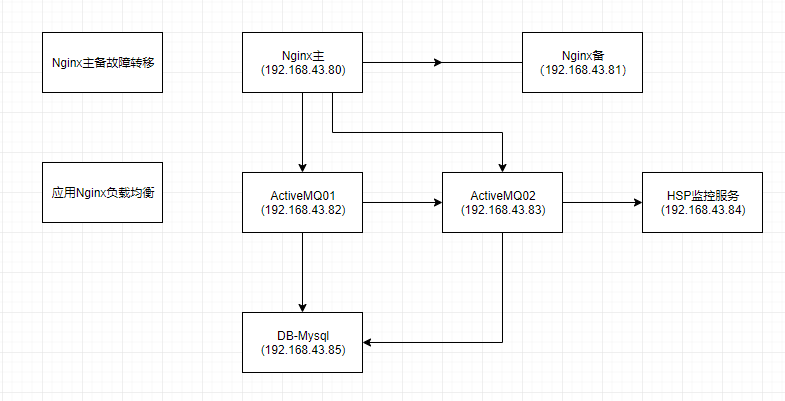 Nginx主备故障转移
Nginx主
(192.168.43.80)
Nginx备
（192.168.43.81)
应用Nginx负载均衡
ActiveMQ01
(192.168.43.82)
ActiveMQ02
(192.168.43.83)
HSP监控服务
(192.168.43.84)
DB-Mysql
(192.168.43.85)